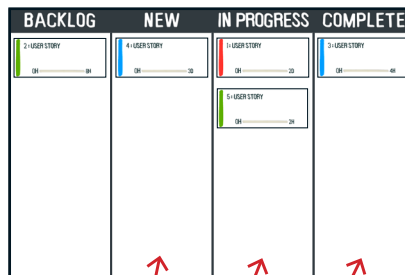 BACKLOG
NEW
IN PROGRESS
COMPLETE
2: USER STORY
0H 8H
4: USER STORY
0H 3D
1: USER STORY
0H 2D
3: USER STORY
0H 4H
5: USER STORY
0H 2H